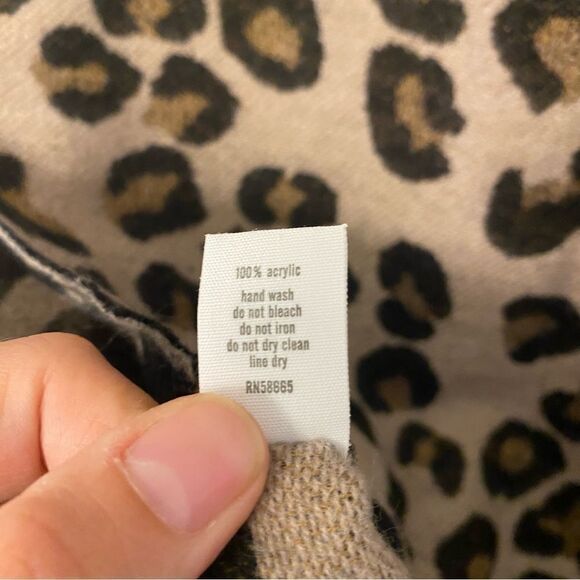 100% acrylic
hand wash
do not bleach
do not iron
do not dry clean
line dry
RN58665